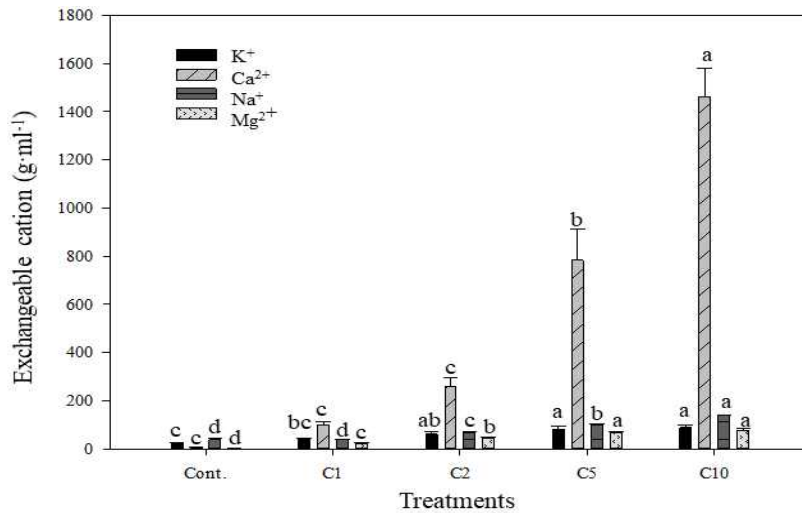 1800
1600
1400
1200
1000
800
600
400
200
0
Exchangeable cation (g·ml⁻¹)
K⁺
Ca²⁺
Na⁺
Mg²⁺
c c d d
bc c d c
ab c c b
a b b a
a a a a
Cont. C1 C2 C5 C10
Treatments